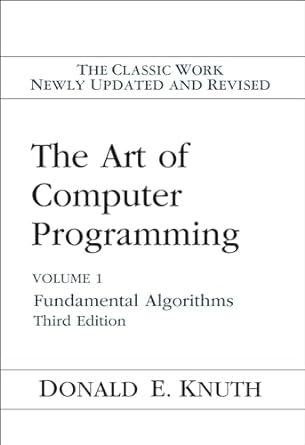 THE CLASSIC WORK
NEWLY UPDATED AND REVISED
The Art of
Computer
Programming
VOLUME 1
Fundamental Algorithms
Third Edition
DONALD E. KNUTH